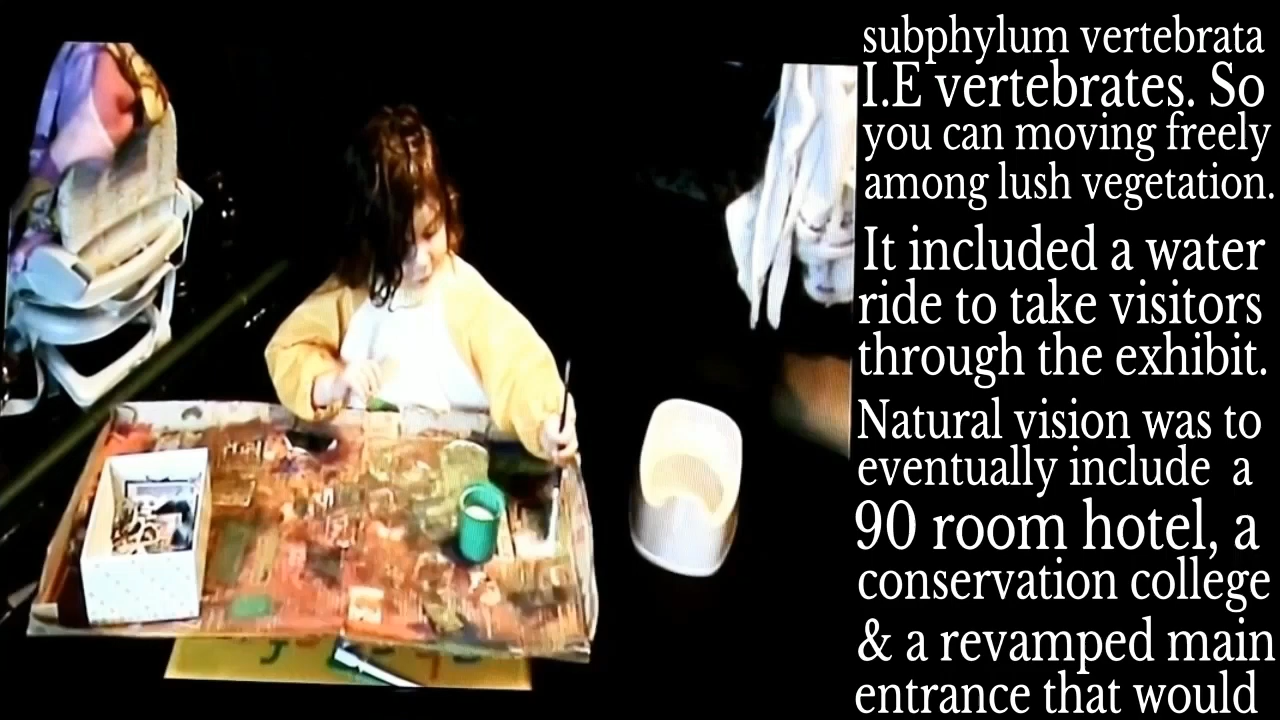 subphylum vertebrata
I.E vertebrates. So
you can moving freely
among lush vegetation.
It included a water
ride to take visitors
through the exhibit.
Natural vision was to
eventually include a
90 room hotel, a
conservation college
& a revamped main
entrance that would